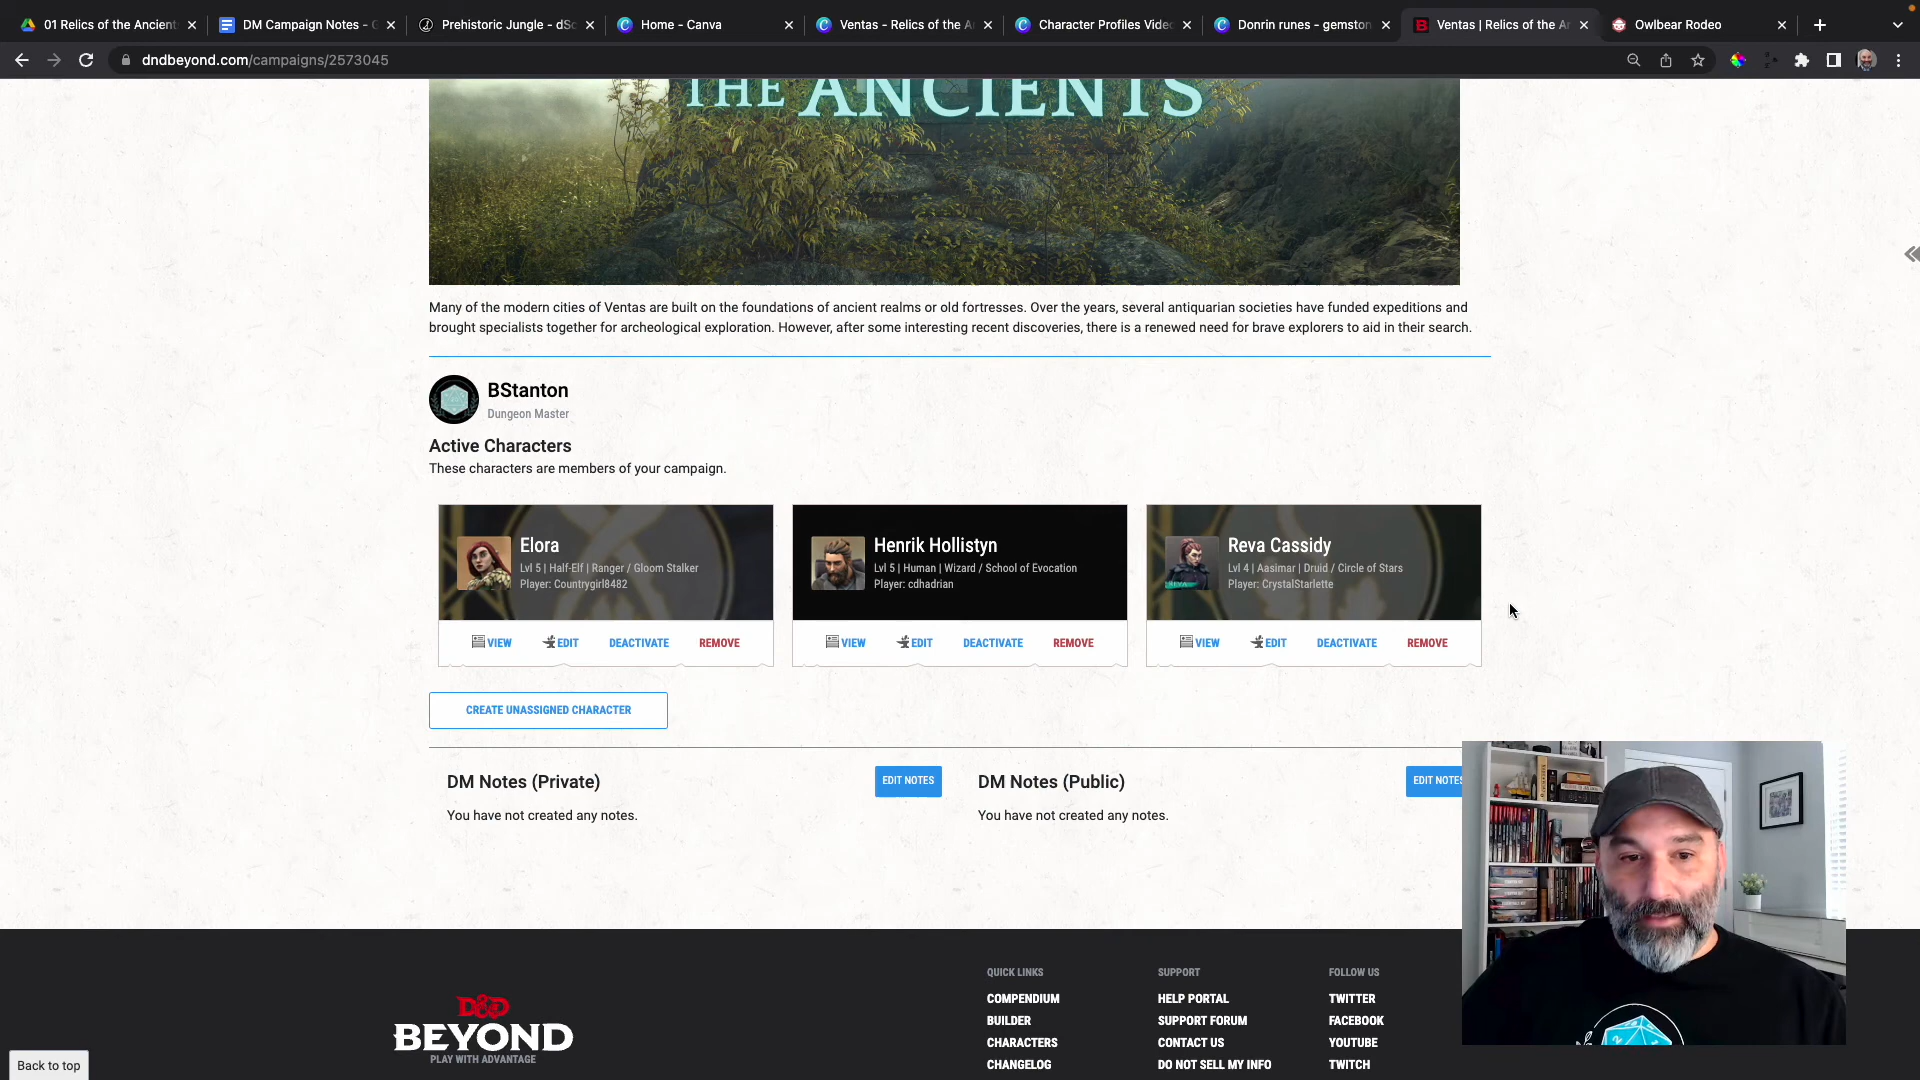 01 Relics of the Ancient
DM Campaign Notes - G
Prehistoric Jungle - dSc
Home - Canva
Ventas - Relics of the A
Character Profiles Video
Donrin runes - gemston
Ventas | Relics of the An
Owlbear Rodeo
dndbeyond.com/campaigns/2573045
THE ANCIENTS
Many of the modern cities of Ventas are built on the foundations of ancient realms or old fortresses. Over the years, several antiquarian societies have funded expeditions and
brought specialists together for archeological exploration. However, after some interesting recent discoveries, there is a renewed need for brave explorers to aid in their search.
BStanton
Dungeon Master
Active Characters
These characters are members of your campaign.
Elora
Lvl 5 | Half-Elf | Ranger / Gloom Stalker
Player: Countrygirl8482
VIEW EDIT DEACTIVATE REMOVE
Henrik Hollistyn
Lvl 5 | Human | Wizard / School of Evocation
Player: cdhadrian
VIEW EDIT DEACTIVATE REMOVE
Reva Cassidy
Lvl 4 | Aasimar | Druid / Circle of Stars
Player: CrystalStarlette
VIEW EDIT DEACTIVATE REMOVE
CREATE UNASSIGNED CHARACTER
DM Notes (Private)
EDIT NOTES
You have not created any notes.
DM Notes (Public)
EDIT NOTES
You have not created any notes.
D&D
BEYOND
PLAY WITH ADVANTAGE
QUICK LINKS
COMPENDIUM
BUILDER
CHARACTERS
CHANGELOG
SUPPORT
HELP PORTAL
SUPPORT FORUM
CONTACT US
DO NOT SELL MY INFO
FOLLOW US
TWITTER
FACEBOOK
YOUTUBE
TWITCH
Back to top